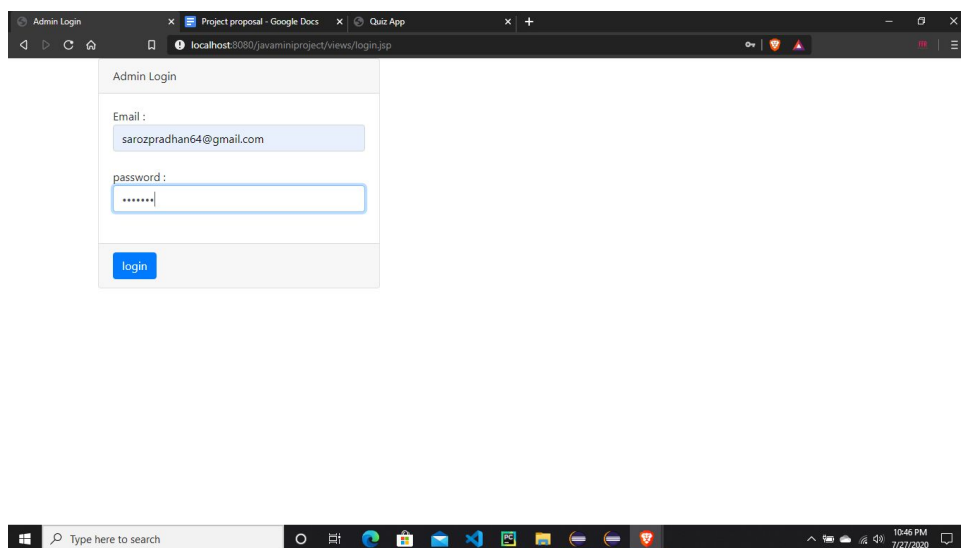 Admin Login
Project proposal - Google Docs
Quiz App
localhost:8080/javaminiproject/views/login.jsp
Admin Login
Email :
sarozpradhan64@gmail.com
password :
•••••••
login
Type here to search
10:46 PM
7/27/2020